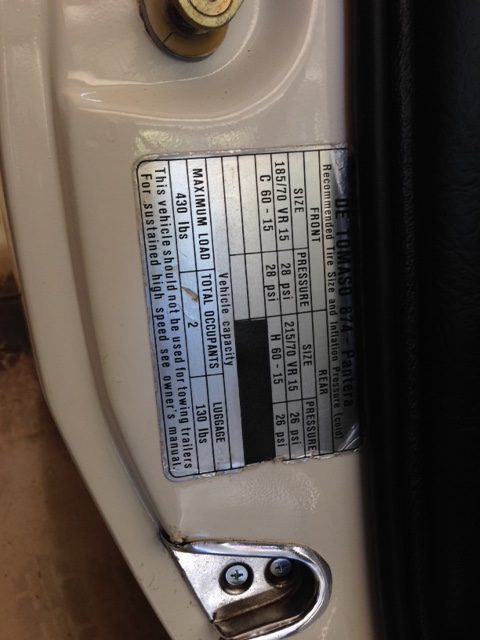 DE TOMASO 874 - Pantera
Recommended Tire Size and Inflation Pressure (cold)
FRONT REAR
SIZE PRESSURE SIZE PRESSURE
185/70 VR 15 28 psi 215/70 VR 15 26 psi
C 60 - 15 28 psi H 60 - 15 26 psi
Vehicle capacity
MAXIMUM LOAD TOTAL OCCUPANTS LUGGAGE
430 lbs 2 130 lbs
This vehicle should not be used for towing trailers
For sustained high speed see owner's manual.